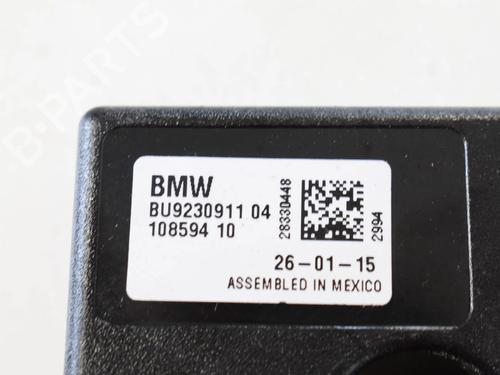 B-PARTS
BMW
BU9230911 04
108594 10
28330448
2994
26-01-15
ASSEMBLED IN MEXICO